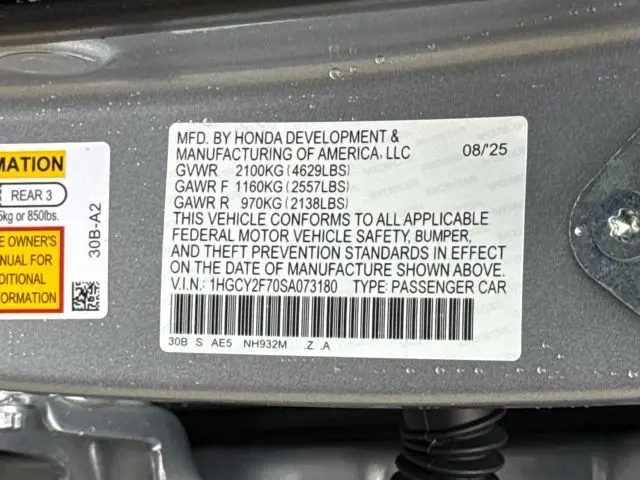 MFD. BY HONDA DEVELOPMENT &
MANUFACTURING OF AMERICA, LLC 08/'25
GVWR 2100KG (4629LBS)
GAWR F 1160KG (2557LBS)
GAWR R 970KG (2138LBS)
THIS VEHICLE CONFORMS TO ALL APPLICABLE
FEDERAL MOTOR VEHICLE SAFETY, BUMPER,
AND THEFT PREVENTION STANDARDS IN EFFECT
ON THE DATE OF MANUFACTURE SHOWN ABOVE.
V.I.N.: 1HGCY2F70SA073180 TYPE: PASSENGER CAR
30B S AE5 NH932M .Z .A
MATION
REAR 3
5kg or 850lbs.
E OWNER'S
NUAL FOR
DITIONAL
FORMATION
30B-A2